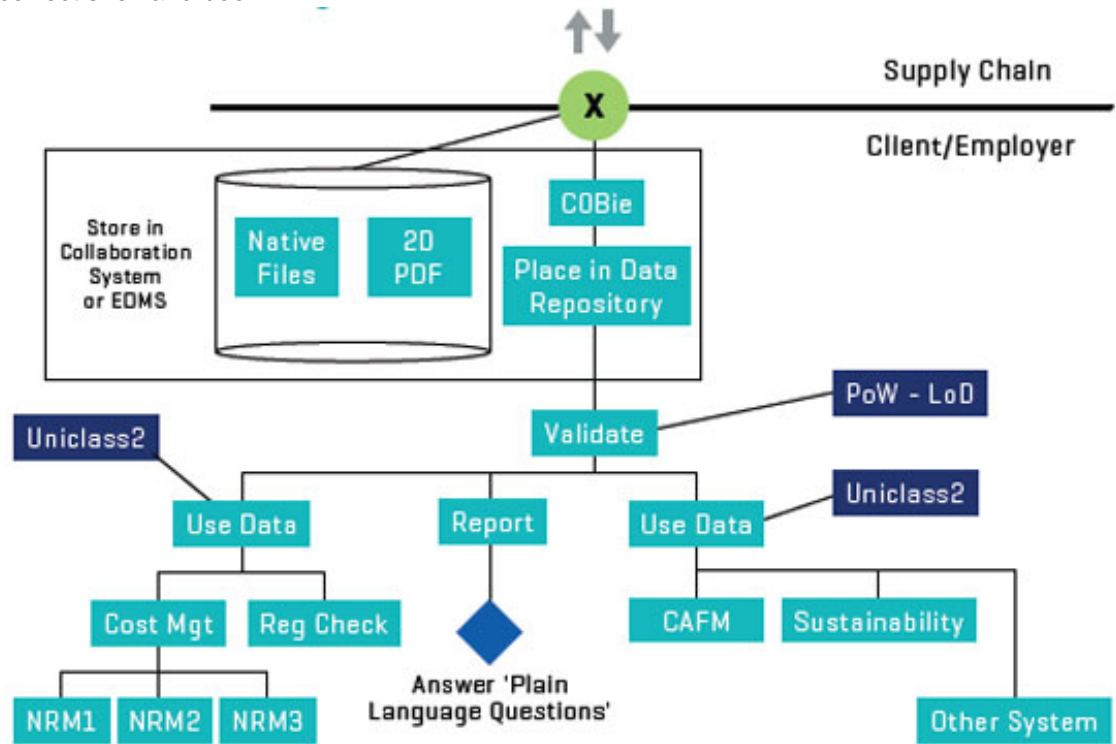 X
Supply Chain
Client/Employer
Store in
Collaboration
System
or EDMS
Native
Files
2D
PDF
COBie
Place in Data
Repository
PoW - LoD
Validate
Uniclass2
Uniclass2
Use Data
Report
Use Data
Cost Mgt
Reg Check
CAFM
Sustainability
Answer 'Plain
Language Questions'
NRM1
NRM2
NRM3
Other System